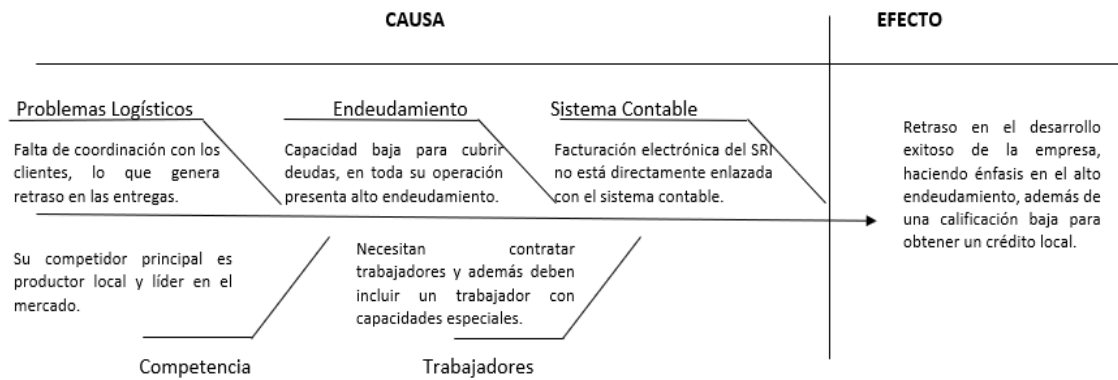 CAUSA
EFECTO
Problemas Logísticos
Falta de coordinación con los
clientes, lo que genera
retraso en las entregas.
Endeudamiento
Capacidad baja para cubrir
deudas, en toda su operación
presenta alto endeudamiento.
Sistema Contable
Facturación electrónica del SRI
no está directamente enlazada
con el sistema contable.
Retraso en el desarrollo
exitoso de la empresa,
haciendo énfasis en el alto
endeudamiento, además de
una calificación baja para
obtener un crédito local.
Su competidor principal es
productor local y líder en el
mercado.
Competencia
Necesitan contratar
trabajadores y además deben
incluir un trabajador con
capacidades especiales.
Trabajadores